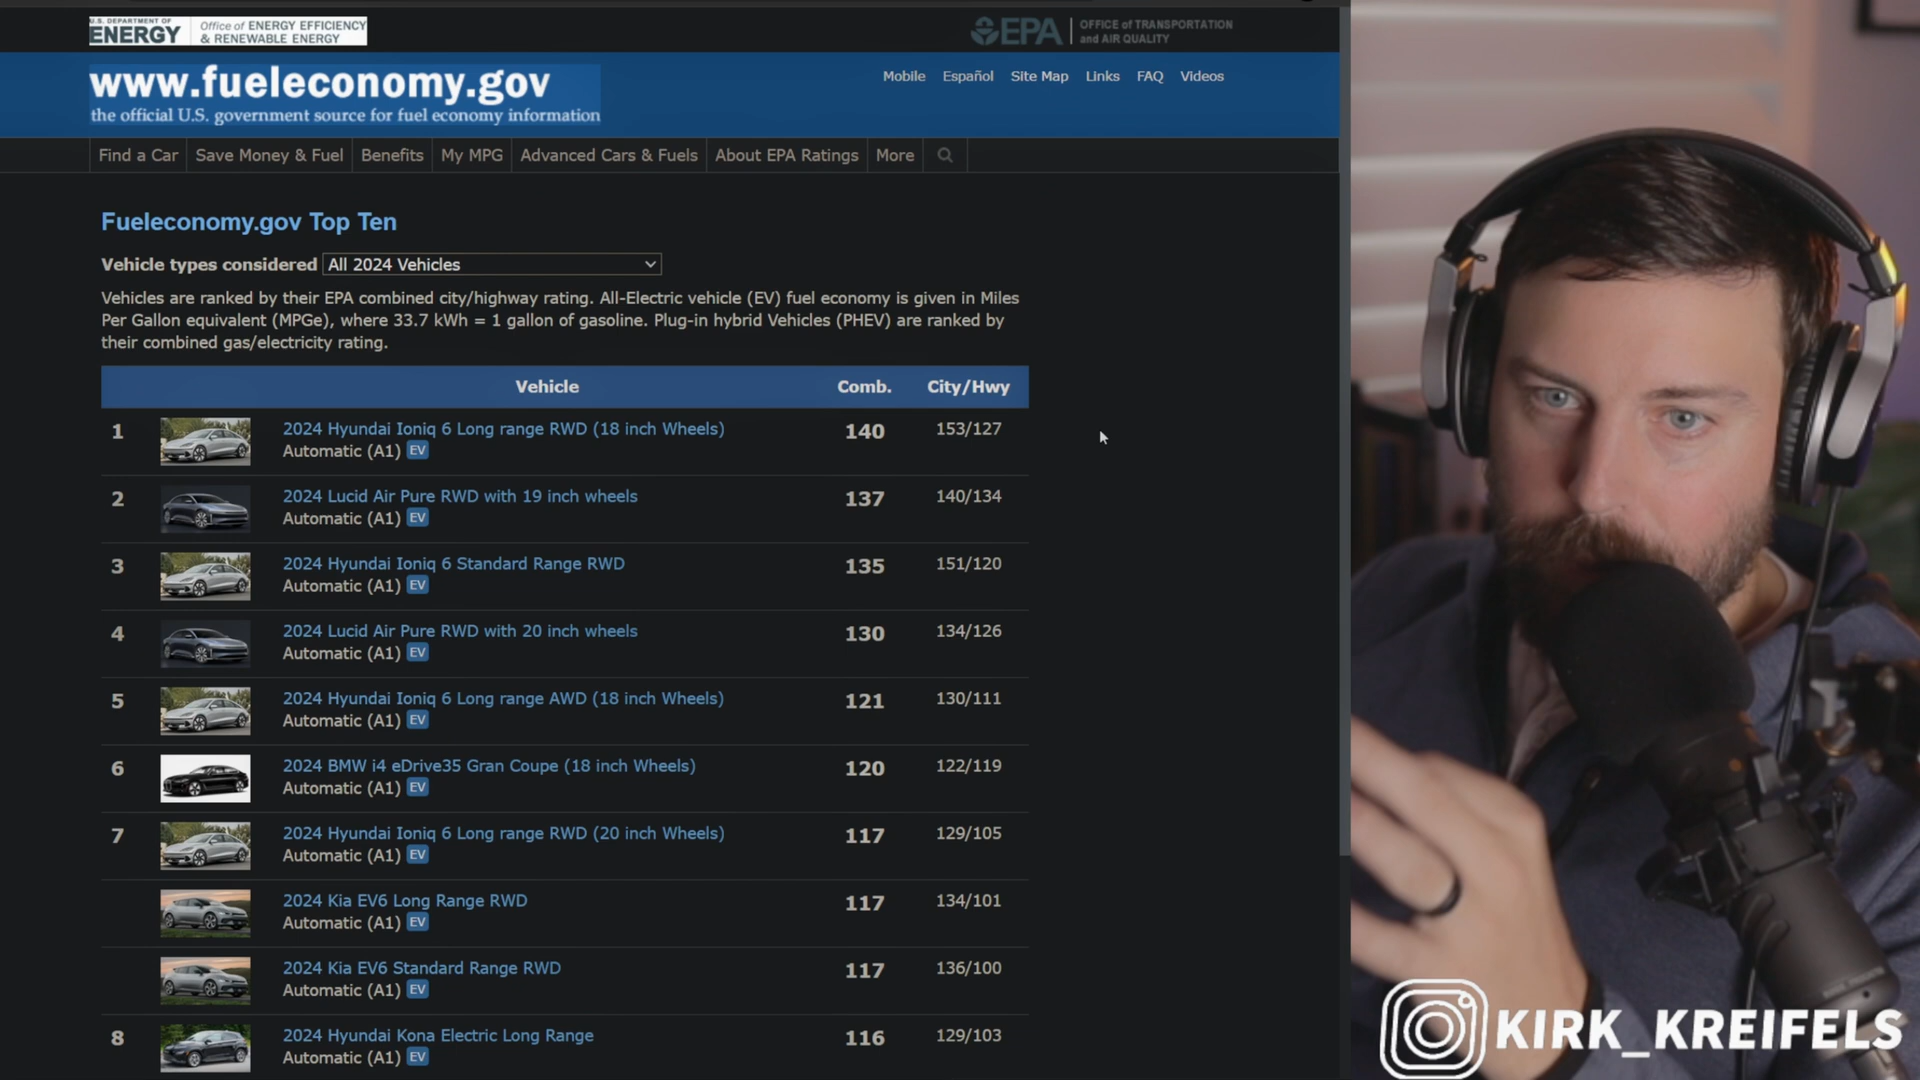 U.S. DEPARTMENT OF
ENERGY
Office of ENERGY EFFICIENCY
& RENEWABLE ENERGY
EPA
OFFICE of TRANSPORTATION
and AIR QUALITY
www.fueleconomy.gov
the official U.S. government source for fuel economy information
Mobile Español Site Map Links FAQ Videos
Find a Car Save Money & Fuel Benefits My MPG Advanced Cars & Fuels About EPA Ratings More
Fueleconomy.gov Top Ten
Vehicle types considered All 2024 Vehicles
Vehicles are ranked by their EPA combined city/highway rating. All-Electric vehicle (EV) fuel economy is given in Miles
Per Gallon equivalent (MPGe), where 33.7 kWh = 1 gallon of gasoline. Plug-in hybrid Vehicles (PHEV) are ranked by
their combined gas/electricity rating.
Vehicle Comb. City/Hwy
1 2024 Hyundai Ioniq 6 Long range RWD (18 inch Wheels) 140 153/127
Automatic (A1) EV
2 2024 Lucid Air Pure RWD with 19 inch wheels 137 140/134
Automatic (A1) EV
3 2024 Hyundai Ioniq 6 Standard Range RWD 135 151/120
Automatic (A1) EV
4 2024 Lucid Air Pure RWD with 20 inch wheels 130 134/126
Automatic (A1) EV
5 2024 Hyundai Ioniq 6 Long range AWD (18 inch Wheels) 121 130/111
Automatic (A1) EV
6 2024 BMW i4 eDrive35 Gran Coupe (18 inch Wheels) 120 122/119
Automatic (A1) EV
7 2024 Hyundai Ioniq 6 Long range RWD (20 inch Wheels) 117 129/105
Automatic (A1) EV
2024 Kia EV6 Long Range RWD 117 134/101
Automatic (A1) EV
2024 Kia EV6 Standard Range RWD 117 136/100
Automatic (A1) EV
8 2024 Hyundai Kona Electric Long Range 116 129/103
Automatic (A1) EV
KIRK_KREIFELS